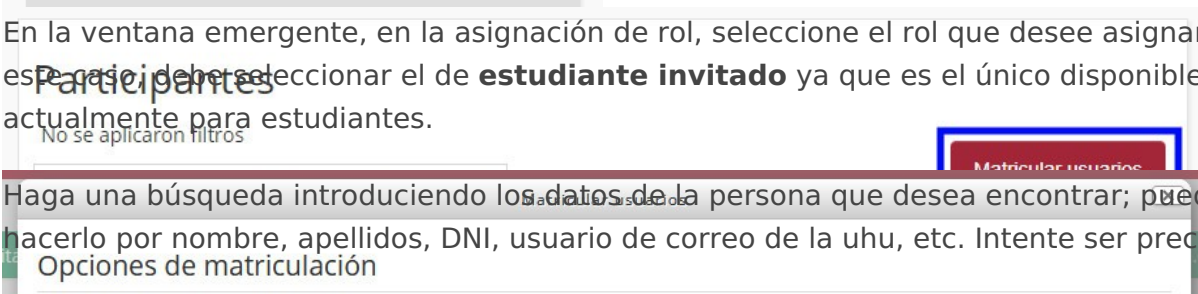 En la ventana emergente, en la asignación de rol, seleccione el rol que desee asignar
este caso, debe seleccionar el de estudiante invitado ya que es el único disponible
Participantes
actualmente para estudiantes.
No se aplicaron filtros
Matricular usuarios
Haga una búsqueda introduciendo los datos de la persona que desea encontrar;
Matricular usuarios
hacerlo por nombre, apellidos, DNI, usuario de correo de la uhu, etc. Intente ser
Opciones de matriculación